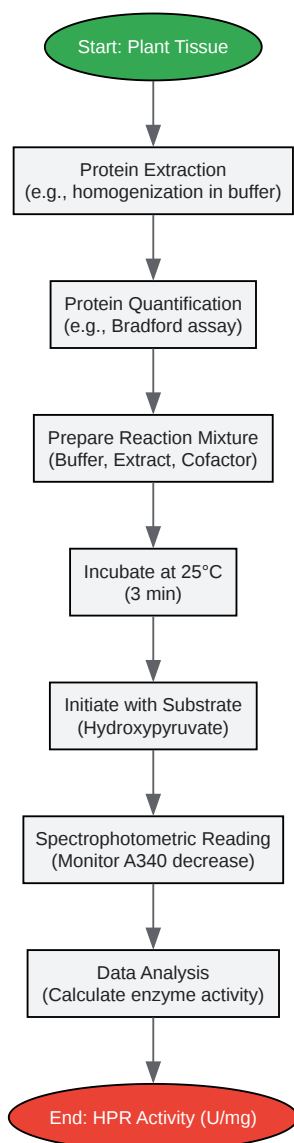 Start: Plant Tissue
Protein Extraction
(e.g., homogenization in buffer)
Protein Quantification
(e.g., Bradford assay)
Prepare Reaction Mixture
(Buffer, Extract, Cofactor)
Incubate at 25°C
(3 min)
Initiate with Substrate
(Hydroxypyruvate)
Spectrophotometric Reading
(Monitor A340 decrease)
Data Analysis
(Calculate enzyme activity)
End: HPR Activity (U/mg)